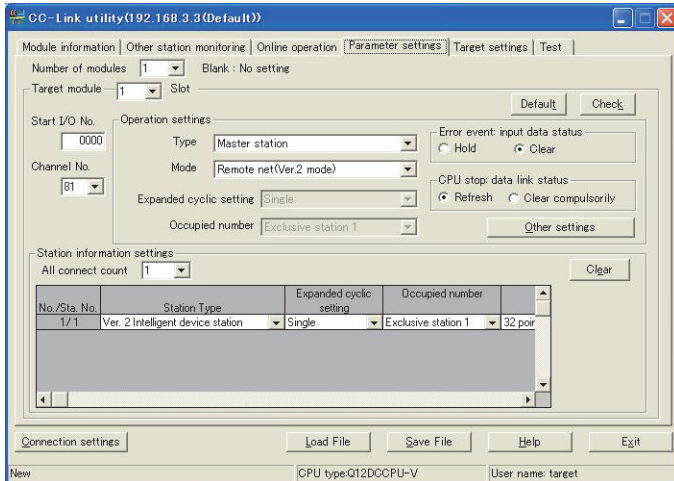 CC-Link utility(192.168.3.3(Default))
Module information Other station monitoring Online operation Parameter settings Target settings Test
Number of modules 1 Blank : No setting
Target module 1 Slot
Default Check
Start I/O No. Operation settings
0000 Type Master station
Error event: input data status
Hold Clear
Channel No. Mode Remote net(Ver.2 mode)
81
CPU stop: data link status
Expanded cyclic setting Single
Refresh Clear compulsorily
Occupied number Exclusive station 1
Other settings
Station information settings
All connect count 1 Clear
No./Sta. No. Station Type Expanded cyclic setting Occupied number
1/1 Ver. 2 Intelligent device station Single Exclusive station 1 32 poin
Connection settings Load File Save File Help Exit
New CPU type:Q12DCCPU-V User name: target